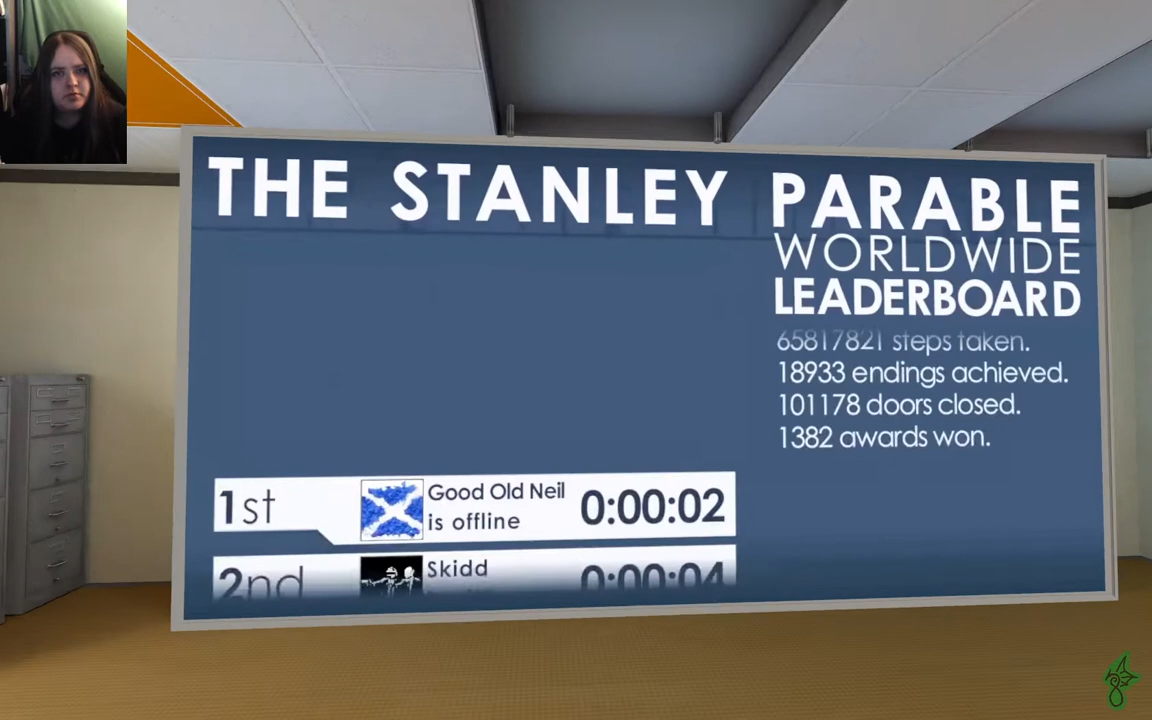 THE STANLEY PARABLE
WORLDWIDE
LEADERBOARD
65817821 steps taken.
18933 endings achieved.
101178 doors closed.
1382 awards won.
1st Good Old Neil is offline 0:00:02
2nd Skidd 0:00:04